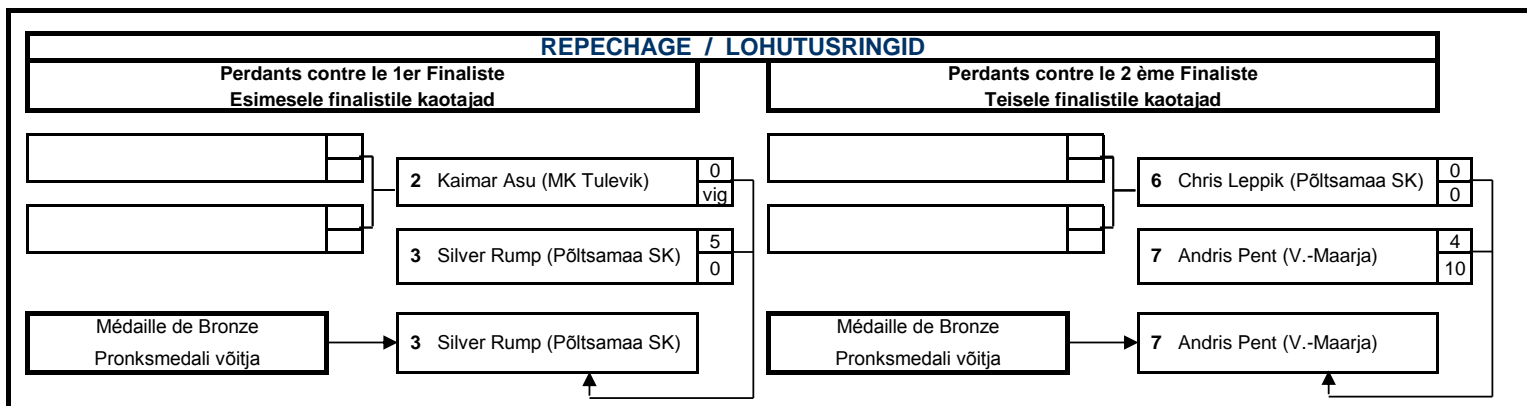 REPECHAGE / LOHUTUSRINGID
Perdants contre le 1er Finaliste
Esimesele finalistile kaotajad
Perdants contre le 2 ème Finaliste
Teisele finalistile kaotajad
2 Kaimar Asu (MK Tulevik) 0
vig
3 Silver Rump (Põltsamaa SK) 5
0
6 Chris Leppik (Põltsamaa SK) 0
0
7 Andris Pent (V.-Maarja) 4
10
Médaille de Bronze
Pronksmedali võitja
3 Silver Rump (Põltsamaa SK)
Médaille de Bronze
Pronksmedali võitja
7 Andris Pent (V.-Maarja)